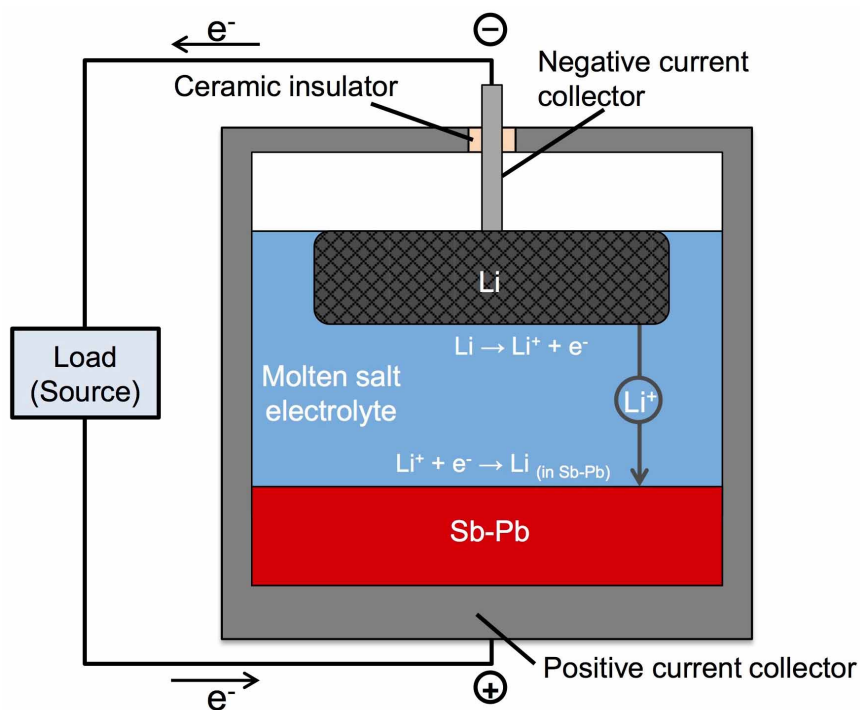 e⁻
−
Ceramic insulator
Negative current
collector
Li
Li → Li⁺ + e⁻
Load
(Source)
Molten salt
electrolyte
Li⁺
Li⁺ + e⁻ → Li (in Sb-Pb)
Sb-Pb
Positive current collector
e⁻
+